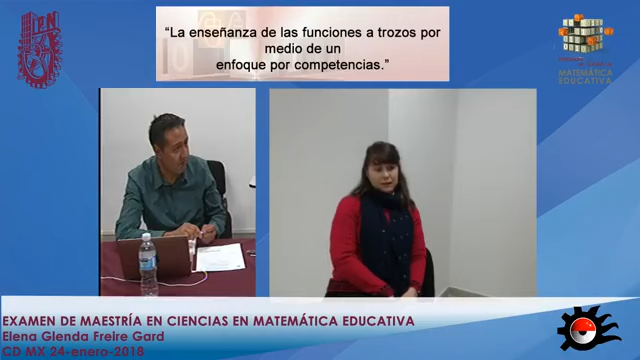 IPN
“La enseñanza de las funciones a trozos por
medio de un
enfoque por competencias.”
MATEMÁTICA
EDUCATIVA
EXAMEN DE MAESTRÍA EN CIENCIAS EN MATEMÁTICA EDUCATIVA
Elena Glenda Freire Gard
CD MX 24-enero-2018